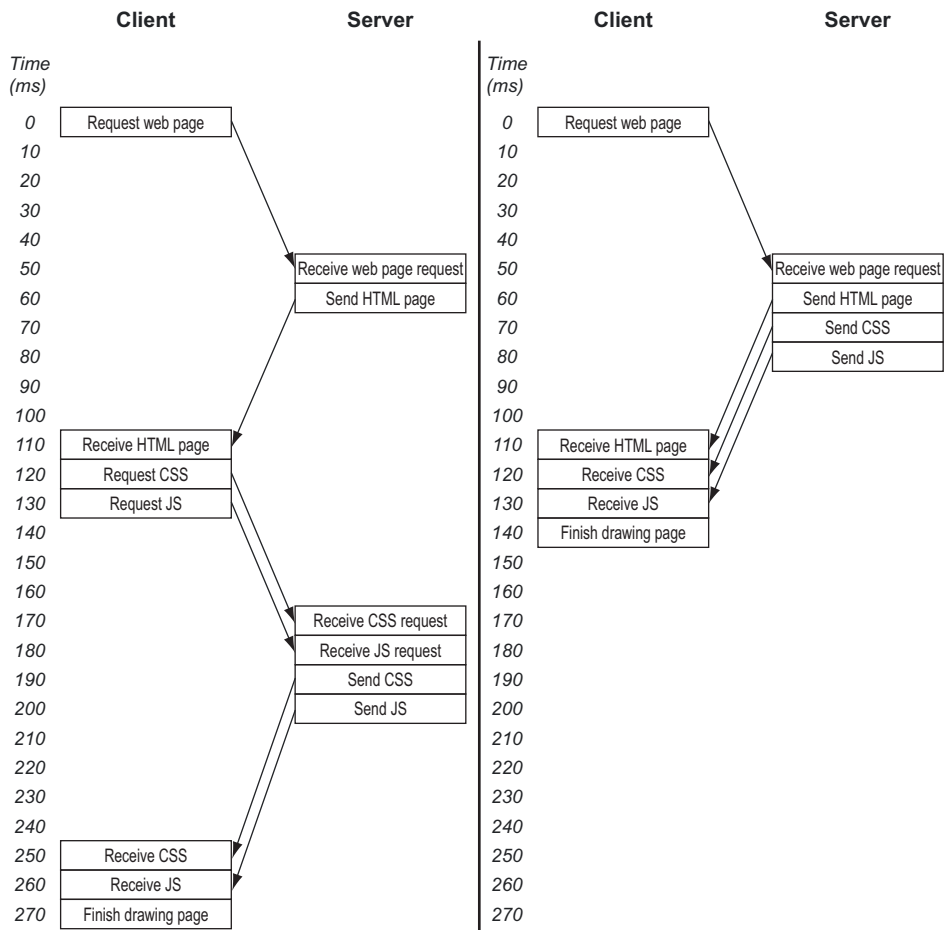 Client Server Client Server
Time Time
(ms) (ms)
0 Request web page 0 Request web page
10 10
20 20
30 30
40 40
50 Receive web page request 50 Receive web page request
60 Send HTML page 60 Send HTML page
70 70 Send CSS
80 80 Send JS
90 90
100 100
110 Receive HTML page 110 Receive HTML page
120 Request CSS 120 Receive CSS
130 Request JS 130 Receive JS
140 140 Finish drawing page
150 150
160 160
170 Receive CSS request 170
180 Receive JS request 180
190 Send CSS 190
200 Send JS 200
210 210
220 220
230 230
240 240
250 Receive CSS 250
260 Receive JS 260
270 Finish drawing page 270